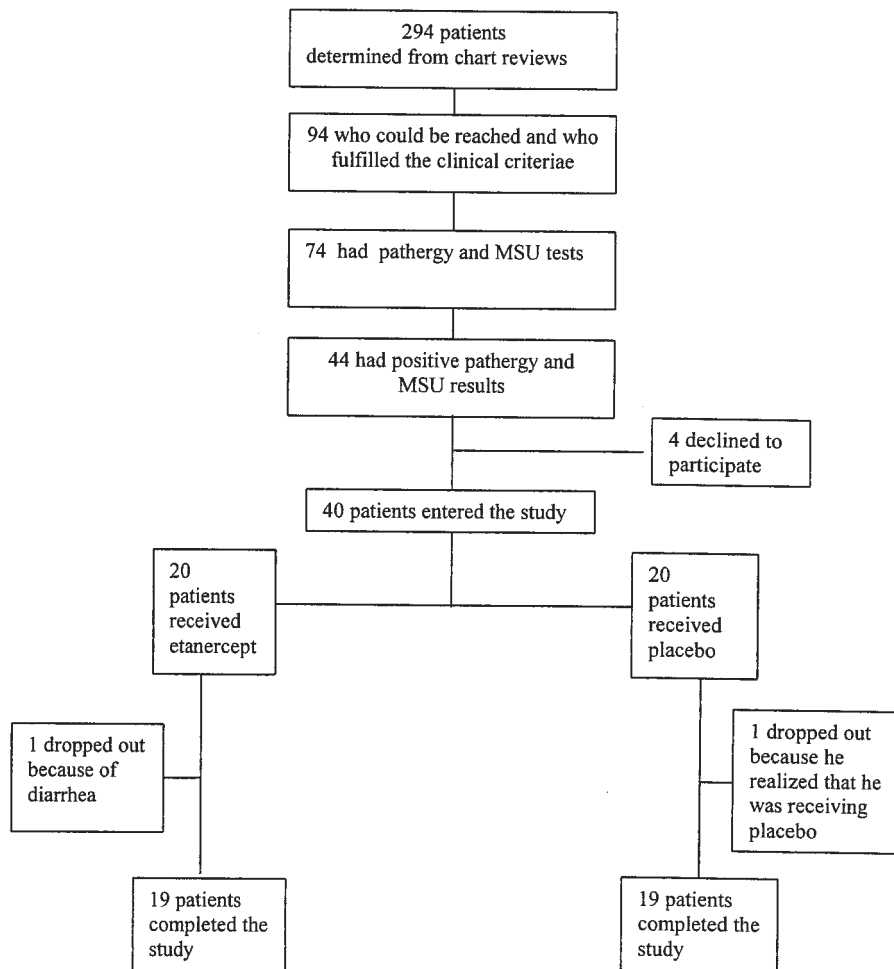 294 patients
determined from chart reviews
94 who could be reached and who
fulfilled the clinical criteriae
74 had pathergy and MSU tests
44 had positive pathergy and
MSU results
4 declined to
participate
40 patients entered the study
20
patients
received
etanercept
20
patients
received
placebo
1 dropped out
because of
diarrhea
1 dropped out
because he
realized that he
was receiving
placebo
19 patients
completed the
study
19 patients
completed the
study